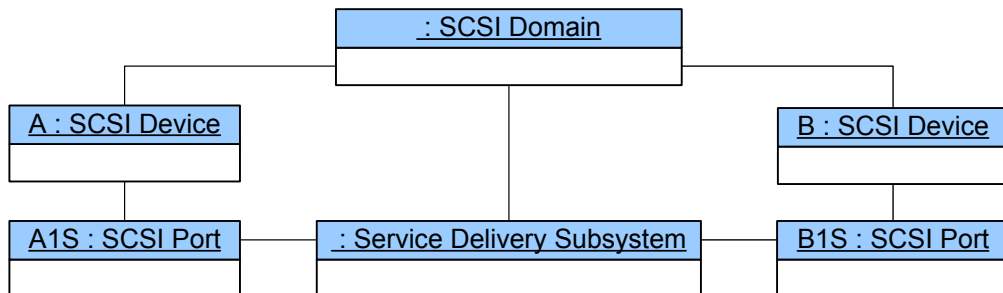 : SCSI Domain
A : SCSI Device
B : SCSI Device
A1S : SCSI Port
: Service Delivery Subsystem
B1S : SCSI Port